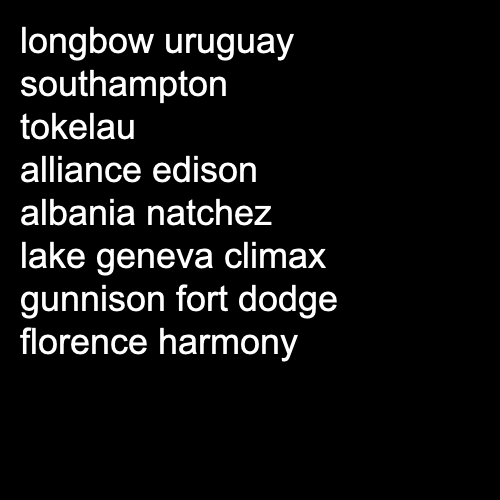 longbow uruguay
southampton
tokelau
alliance edison
albania natchez
lake geneva climax
gunnison fort dodge
florence harmony